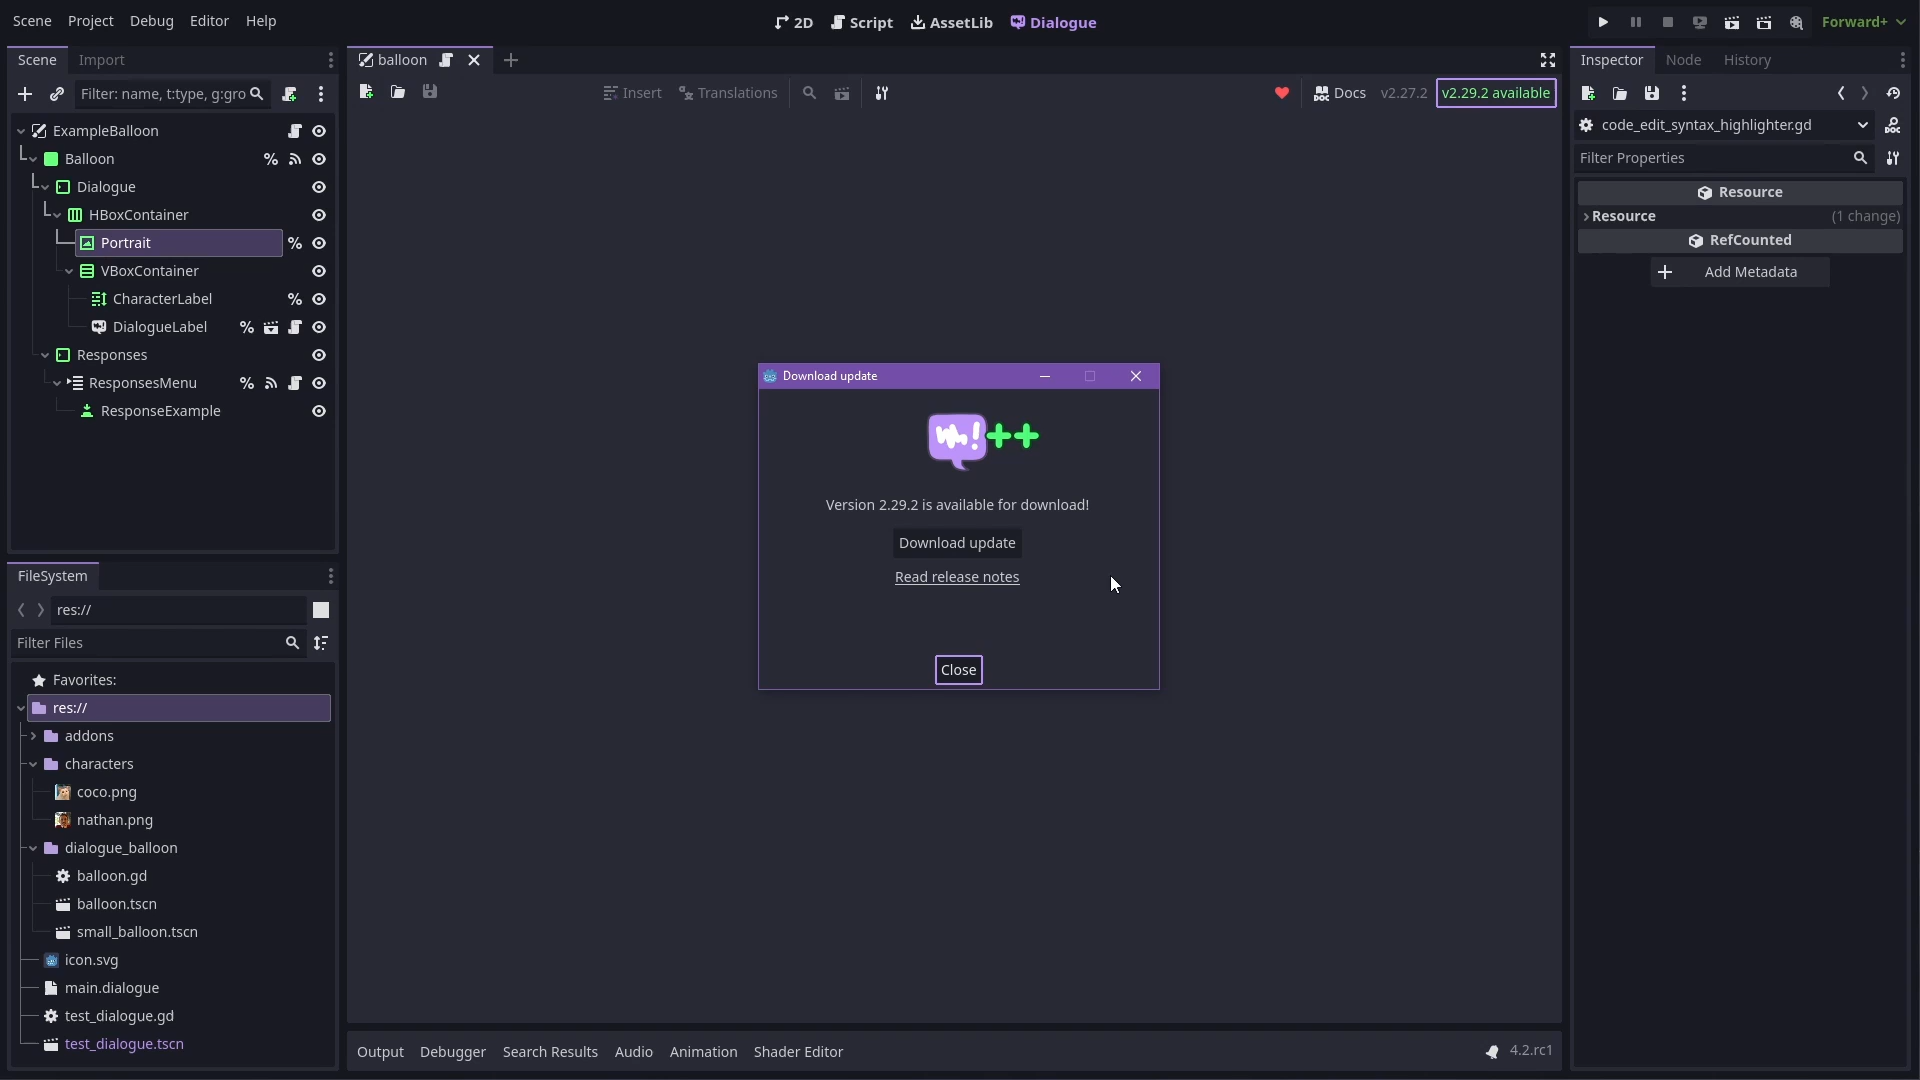 Scene Project Debug Editor Help
2D Script AssetLib Dialogue
Forward+
Scene Import
Filter: name, t:type, g:gro
ExampleBalloon
Balloon %
Dialogue
HBoxContainer
Portrait %
VBoxContainer
CharacterLabel %
DialogueLabel %
Responses
ResponsesMenu %
ResponseExample
FileSystem
res://
Filter Files
Favorites:
res://
addons
characters
coco.png
nathan.png
dialogue_balloon
balloon.gd
balloon.tscn
small_balloon.tscn
icon.svg
main.dialogue
test_dialogue.gd
test_dialogue.tscn
balloon
Insert Translations
DOC Docs v2.27.2 v2.29.2 available
Download update
++
Version 2.29.2 is available for download!
Download update
Read release notes
Close
Output Debugger Search Results Audio Animation Shader Editor
4.2.rc1
Inspector Node History
code_edit_syntax_highlighter.gd
DOC
Filter Properties
Resource
Resource (1 change)
RefCounted
Add Metadata